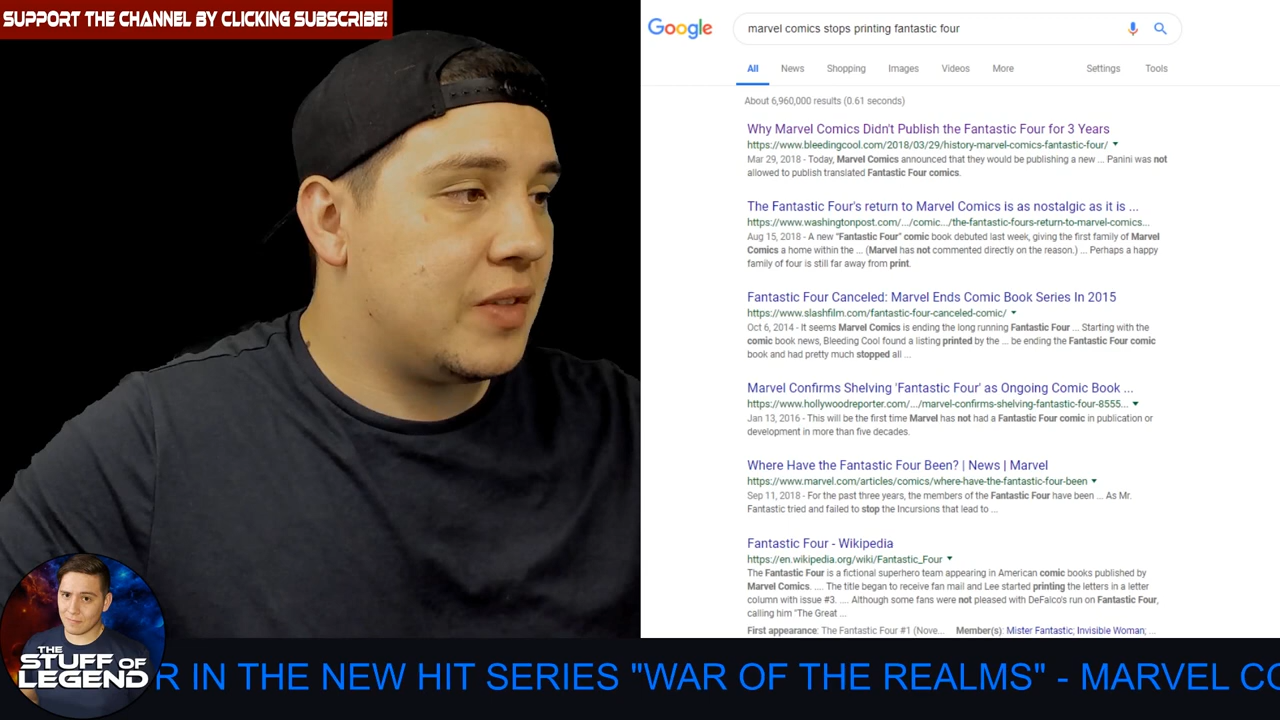 SUPPORT THE CHANNEL BY CLICKING SUBSCRIBE!
Google
marvel comics stops printing fantastic four
All News Shopping Images Videos More Settings Tools
About 6,960,000 results (0.61 seconds)
Why Marvel Comics Didn't Publish the Fantastic Four for 3 Years
https://www.bleedingcool.com/2018/03/29/history-marvel-comics-fantastic-four/
Mar 29, 2018 - Today, Marvel Comics announced that they would be publishing a new ... Panini was not
allowed to publish translated Fantastic Four comics.
The Fantastic Four's return to Marvel Comics is as nostalgic as it is ...
https://www.washingtonpost.com/.../comic.../the-fantastic-fours-return-to-marvel-comics...
Aug 15, 2018 - A new "Fantastic Four" comic book debuted last week, giving the first family of Marvel
Comics a home within the ... (Marvel has not commented directly on the reason.) ... Perhaps a happy
family of four is still far away from print.
Fantastic Four Canceled: Marvel Ends Comic Book Series In 2015
https://www.slashfilm.com/fantastic-four-canceled-comic/
Oct 6, 2014 - It seems Marvel Comics is ending the long running Fantastic Four ... Starting with the
comic book news, Bleeding Cool found a listing printed by the ... be ending the Fantastic Four comic
book and had pretty much stopped all ...
Marvel Confirms Shelving 'Fantastic Four' as Ongoing Comic Book ...
https://www.hollywoodreporter.com/.../marvel-confirms-shelving-fantastic-four-8555...
Jan 13, 2016 - This will be the first time Marvel has not had a Fantastic Four comic in publication or
development in more than five decades.
Where Have the Fantastic Four Been? | News | Marvel
https://www.marvel.com/articles/comics/where-have-the-fantastic-four-been
Sep 11, 2018 - For the past three years, the members of the Fantastic Four have been ... As Mr.
Fantastic tried and failed to stop the Incursions that lead to ...
Fantastic Four - Wikipedia
https://en.wikipedia.org/wiki/Fantastic_Four
The Fantastic Four is a fictional superhero team appearing in American comic books published by
Marvel Comics. .... The title began to receive fan mail and Lee started printing the letters in a letter
column with issue #3. .... Although some fans were not pleased with DeFalco's run on Fantastic Four,
calling him "The Great ...
First appearance: The Fantastic Four #1 (Nove... Member(s): Mister Fantastic; Invisible Woman; ...
THE
STUFF OF
LEGEND
R IN THE NEW HIT SERIES "WAR OF THE REALMS" - MARVEL CO